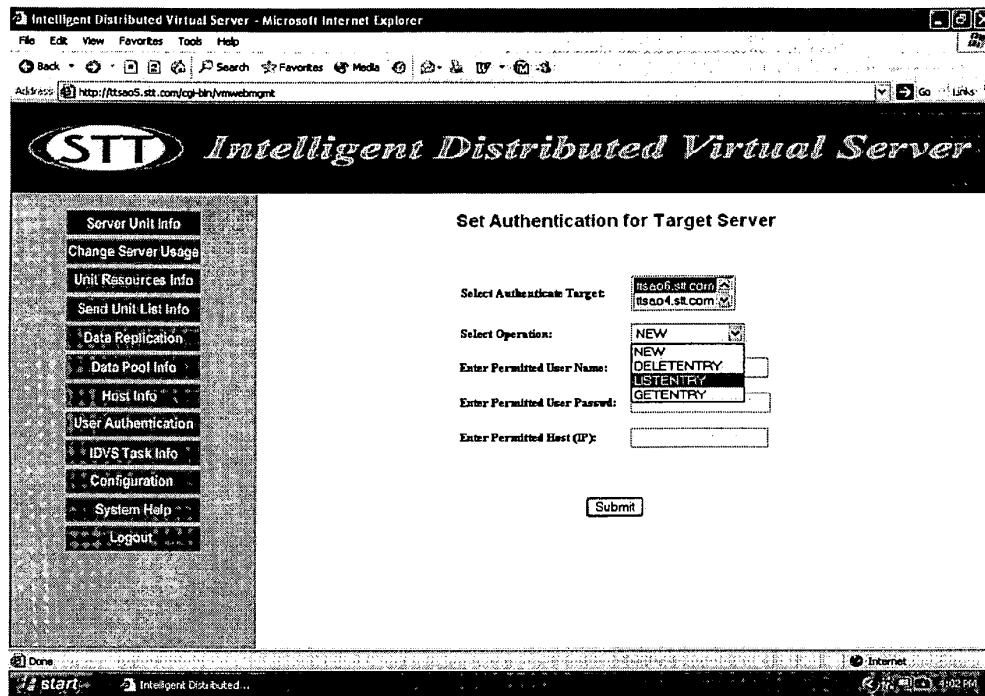 Intelligent Distributed Virtual Server - Microsoft Internet Explorer
File Edit View Favorites Tools Help
Back Search Favorites Media
Address http://ttsao5.stt.com/cgi-bin/vmwebmgmt Go Links
STT Intelligent Distributed Virtual Server
Server Unit Info
Change Server Usage
Unit Resources Info
Send Unit List Info
Data Replication
Data Pool Info
Host Info
User Authentication
IDVS Task Info
Configuration
System Help
Logout
Set Authentication for Target Server
Select Authenticate Target: ttsao6.stt.com
ttsao4.stt.com
Select Operation: NEW
NEW
DELETENTRY
LISTENTRY
GETENTRY
Enter Permitted User Name:
Enter Permitted User Passwd:
Enter Permitted Host (IP):
Submit
Done Internet
start Intelligent Distributed... 4:02 PM